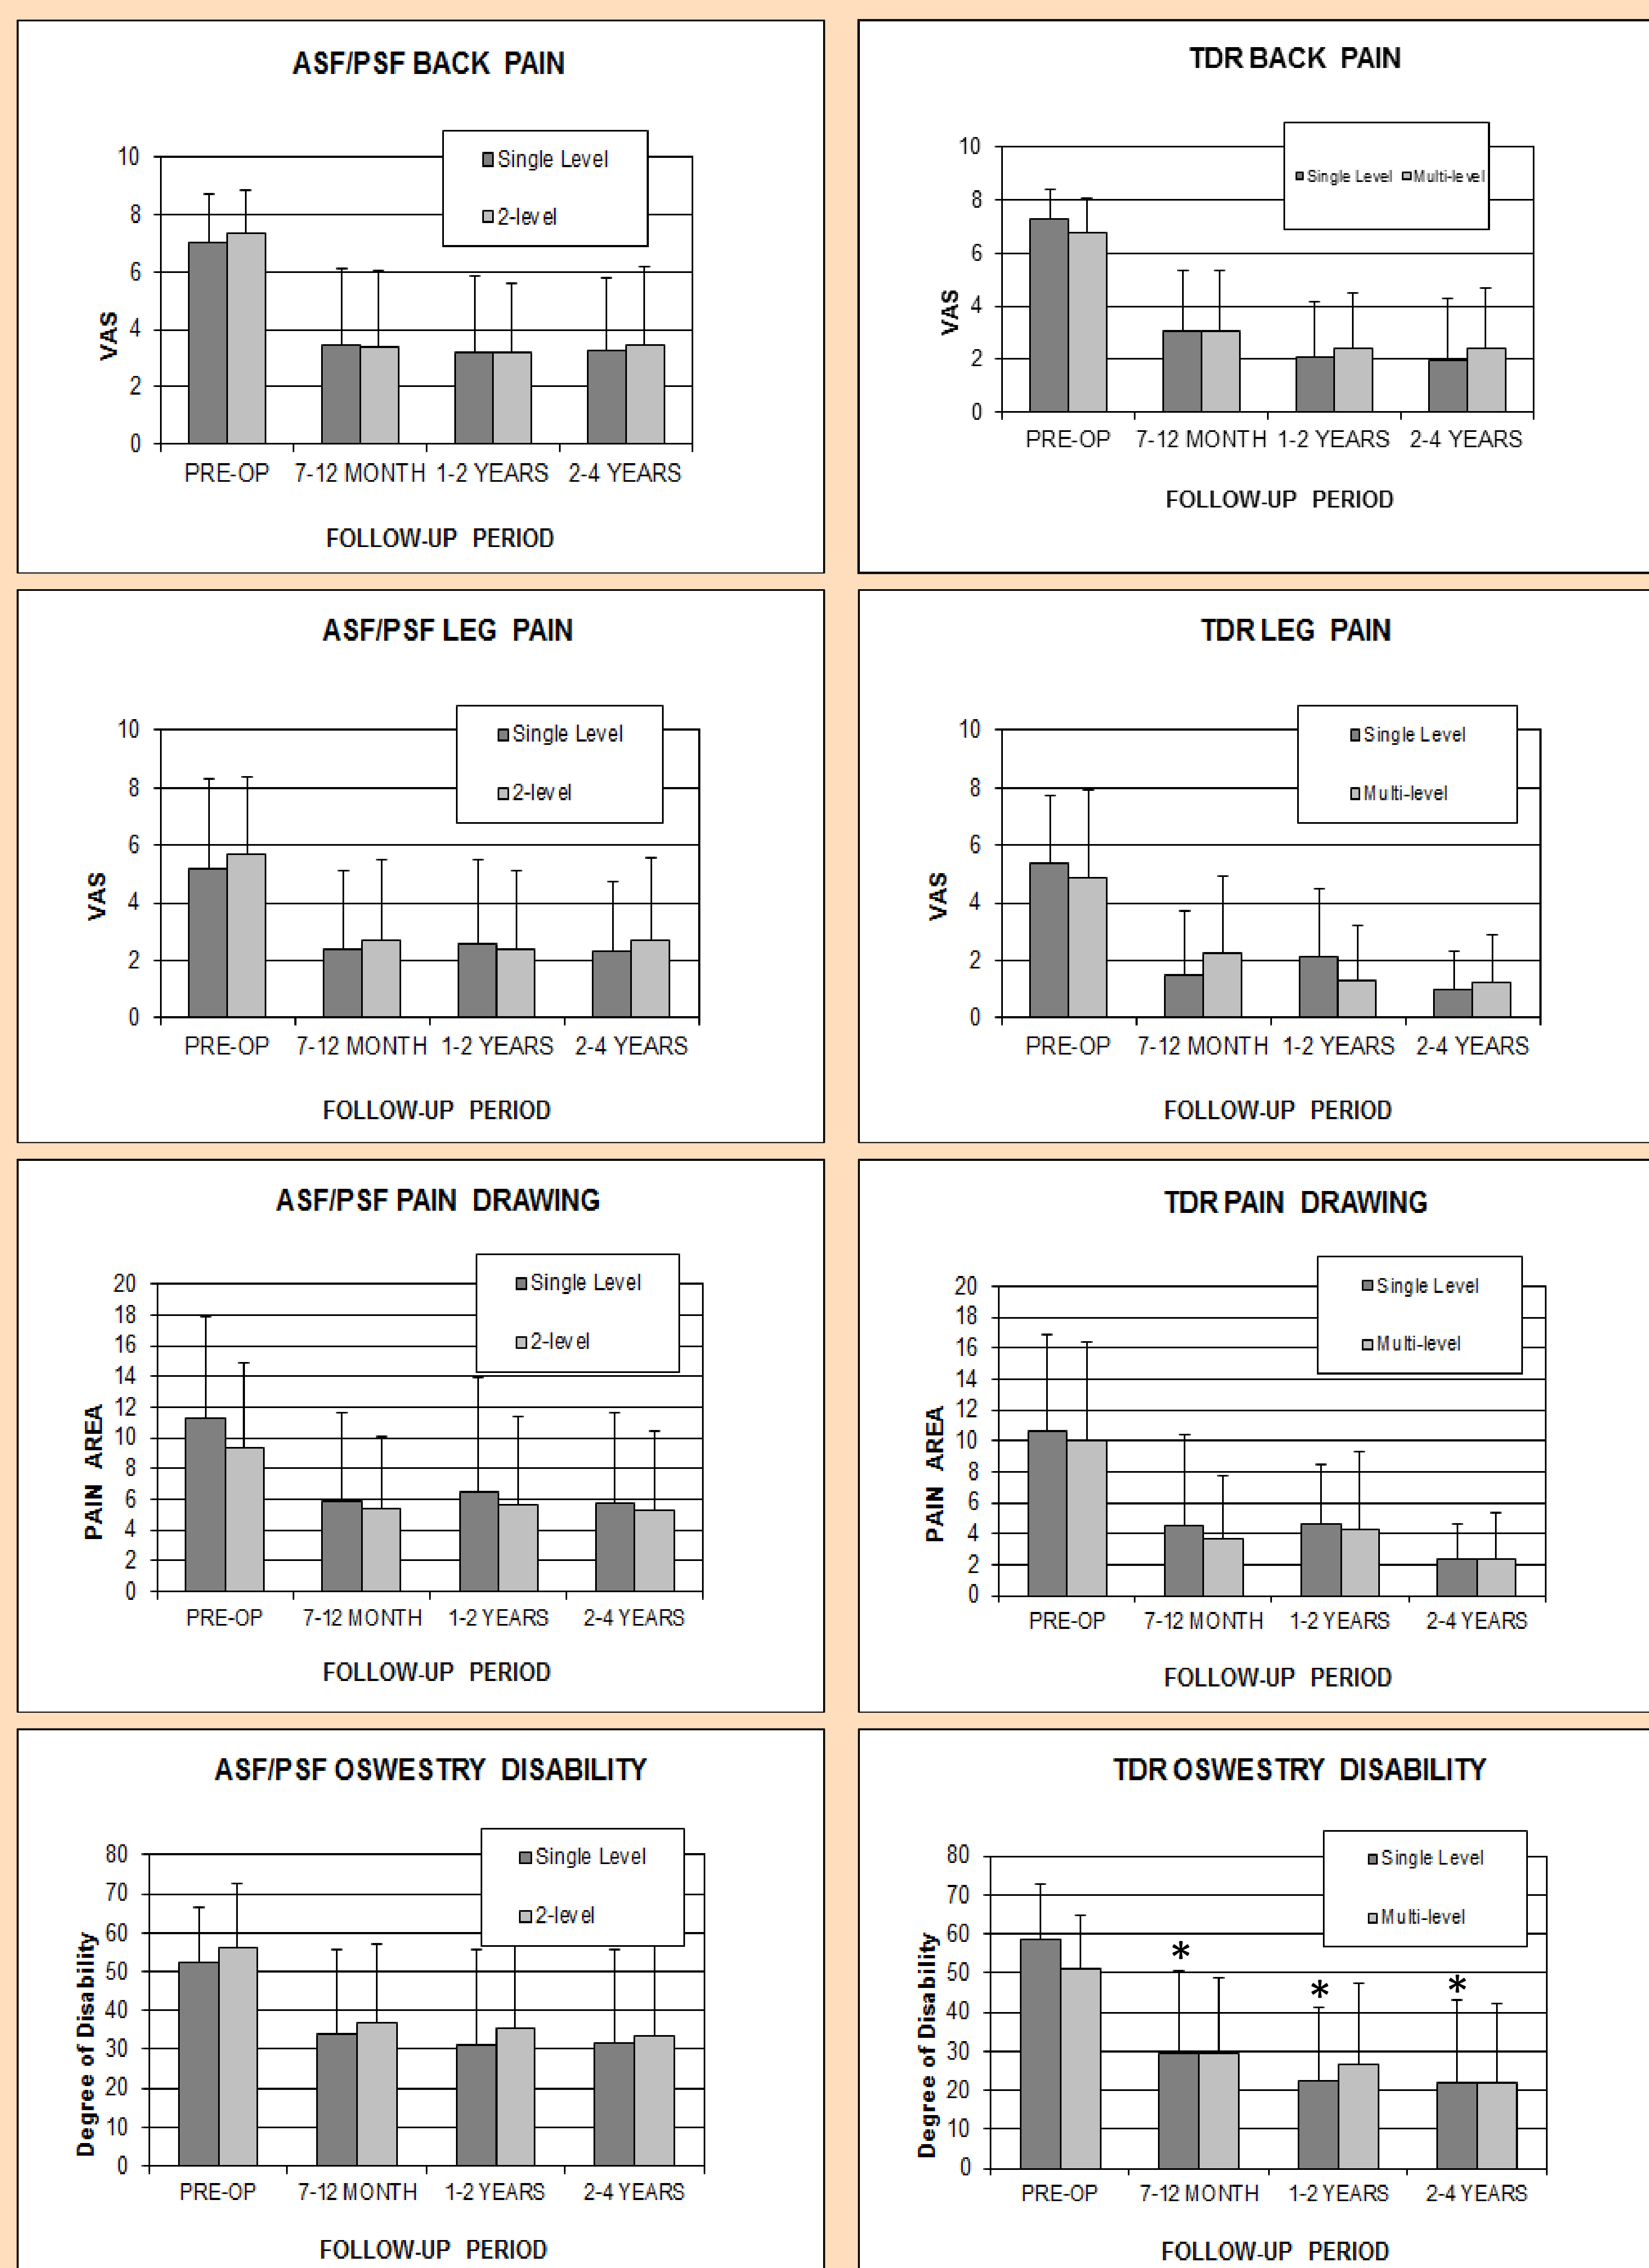 ASF/PSF BACK PAIN
Single Level
2-level
10
8
6
4
2
0
VAS
PRE-OP 7-12 MONTH 1-2 YEARS 2-4 YEARS
FOLLOW-UP PERIOD
TDR BACK PAIN
Single Level Multi-level
10
8
6
4
2
0
VAS
PRE-OP 7-12 MONTH 1-2 YEARS 2-4 YEARS
FOLLOW-UP PERIOD
ASF/PSF LEG PAIN
Single Level
2-level
10
8
6
4
2
0
VAS
PRE-OP 7-12 MONTH 1-2 YEARS 2-4 YEARS
FOLLOW-UP PERIOD
TDR LEG PAIN
Single Level
Multi-level
10
8
6
4
2
0
VAS
PRE-OP 7-12 MONTH 1-2 YEARS 2-4 YEARS
FOLLOW-UP PERIOD
ASF/PSF PAIN DRAWING
Single Level
2-level
20
18
16
14
12
10
8
6
4
2
0
PAIN AREA
PRE-OP 7-12 MONTH 1-2 YEARS 2-4 YEARS
FOLLOW-UP PERIOD
TDR PAIN DRAWING
Single Level
Multi-level
20
18
16
14
12
10
8
6
4
2
0
PAIN AREA
PRE-OP 7-12 MONTH 1-2 YEARS 2-4 YEARS
FOLLOW-UP PERIOD
ASF/PSF OSWESTRY DISABILITY
Single Level
2-level
80
70
60
50
40
30
20
10
0
Degree of Disability
PRE-OP 7-12 MONTH 1-2 YEARS 2-4 YEARS
FOLLOW-UP PERIOD
TDR OSWESTRY DISABILITY
Single Level
Multi-level
80
70
60
50
40
30
20
10
0
* * *
Degree of Disability
PRE-OP 7-12 MONTH 1-2 YEARS 2-4 YEARS
FOLLOW-UP PERIOD